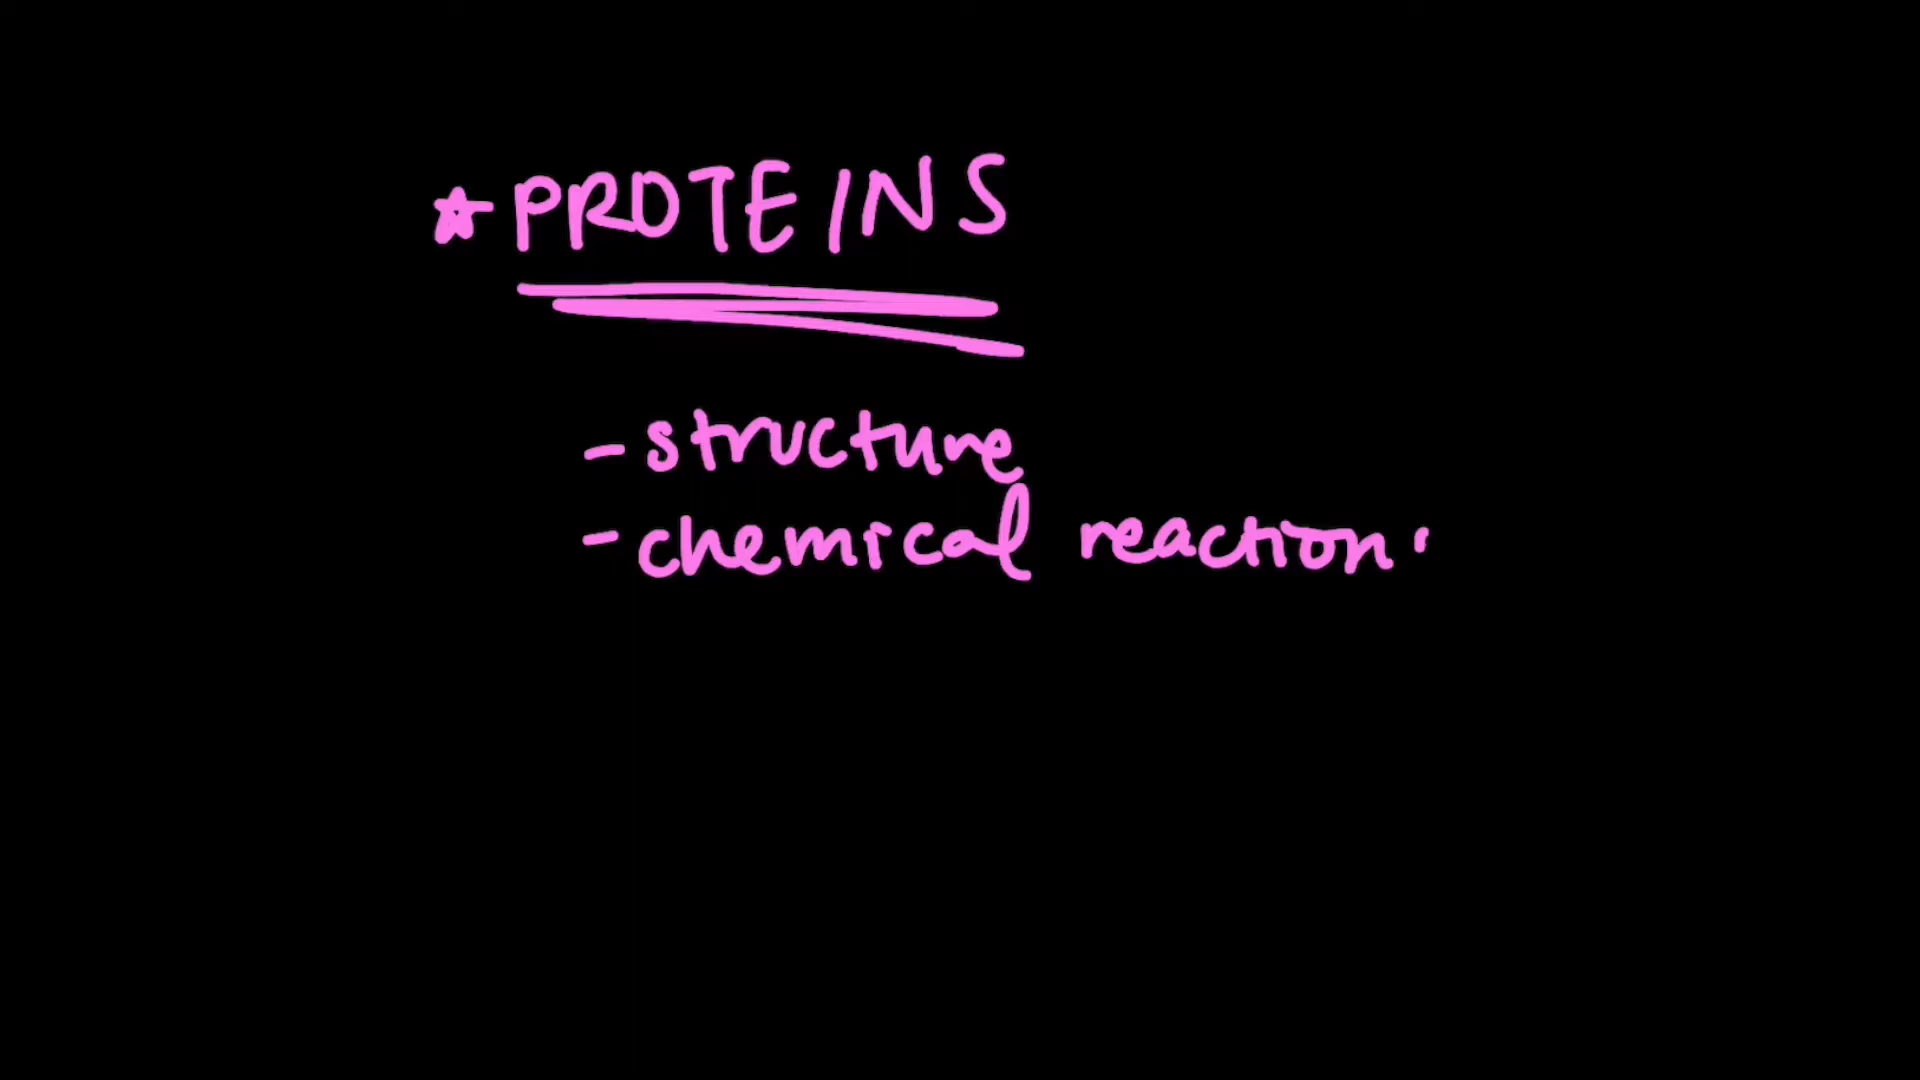 ☆PROTEINS
- structure
- chemical reaction